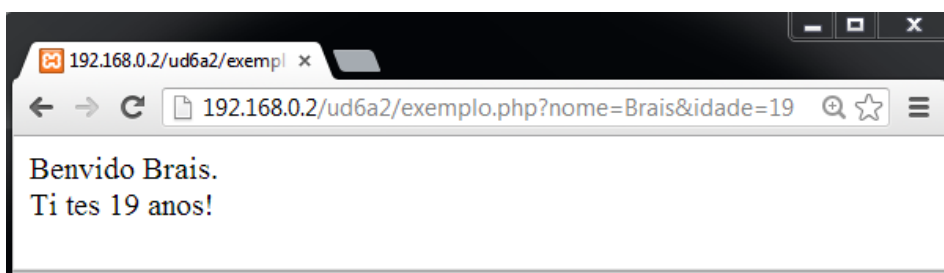 192.168.0.2/ud6a2/exempl
192.168.0.2/ud6a2/exemplo.php?nome=Brais&idade=19
Benvido Brais.
Ti tes 19 anos!